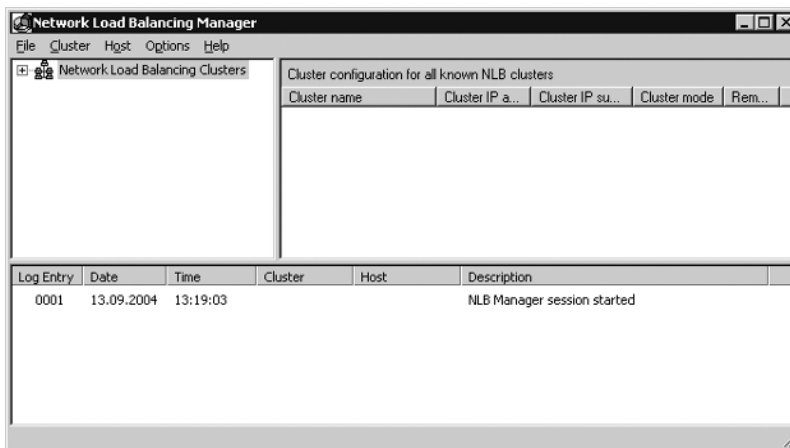 Network Load Balancing Manager
File Cluster Host Options Help
Network Load Balancing Clusters
Cluster configuration for all known NLB clusters
Cluster name Cluster IP a... Cluster IP su... Cluster mode Rem...
Log Entry Date Time Cluster Host Description
0001 13.09.2004 13:19:03 NLB Manager session started